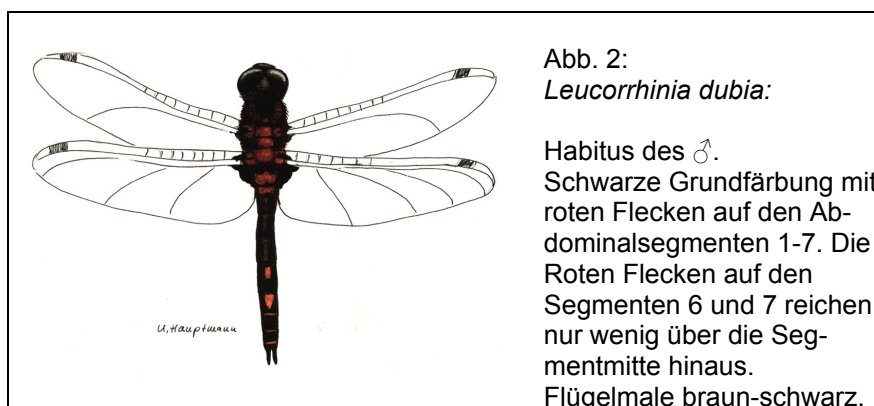 Abb. 2:
Leucorrhinia dubia:
Habitus des ♂.
Schwarze Grundfärbung mit
roten Flecken auf den Ab-
dominalsegmenten 1-7. Die
Roten Flecken auf den
Segmenten 6 und 7 reichen
nur wenig über die Seg-
mentmitte hinaus.
Flügelmale braun-schwarz.
U. Hauptmann